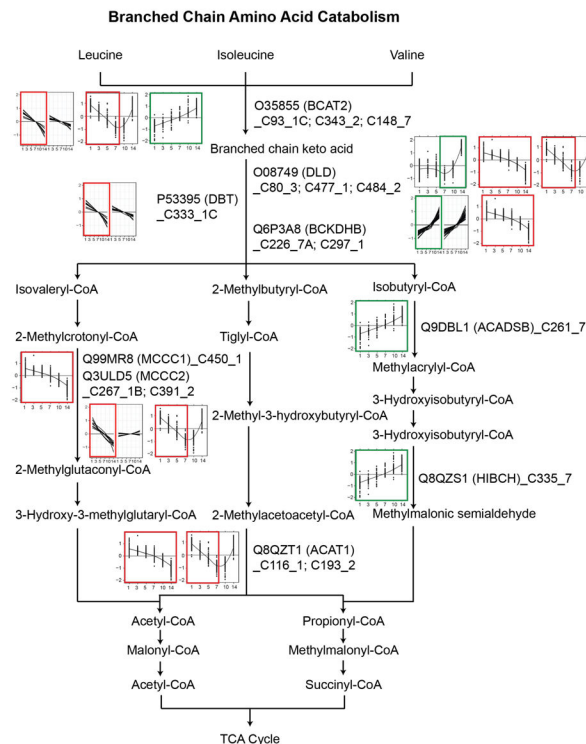 Branched Chain Amino Acid Catabolism
Leucine
Isoleucine
Valine
O35855 (BCAT2)
_C93_1C; C343_2; C148_7
Branched chain keto acid
O08749 (DLD)
_C80_3; C477_1; C484_2
P53395 (DBT)
_C333_1C
Q6P3A8 (BCKDHB)
_C226_7A; C297_1
Isovaleryl-CoA
2-Methylbutyryl-CoA
Isobutyryl-CoA
Q9DBL1 (ACADSB)_C261_7
2-Methylcrotonyl-CoA
Tiglyl-CoA
Q99MR8 (MCCC1)_C450_1
Q3ULD5 (MCCC2)
_C267_1B; C391_2
Methylacrylyl-CoA
3-Hydroxyisobutyryl-CoA
2-Methyl-3-hydroxybutyryl-CoA
3-Hydroxyisobutyryl-CoA
2-Methylglutaconyl-CoA
Q8QZS1 (HIBCH)_C335_7
3-Hydroxy-3-methylglutaryl-CoA
2-Methylacetoacetyl-CoA
Methylmalonic semialdehyde
Q8QZT1 (ACAT1)
_C116_1; C193_2
Acetyl-CoA
Propionyl-CoA
Malonyl-CoA
Methylmalonyl-CoA
Acetyl-CoA
Succinyl-CoA
TCA Cycle